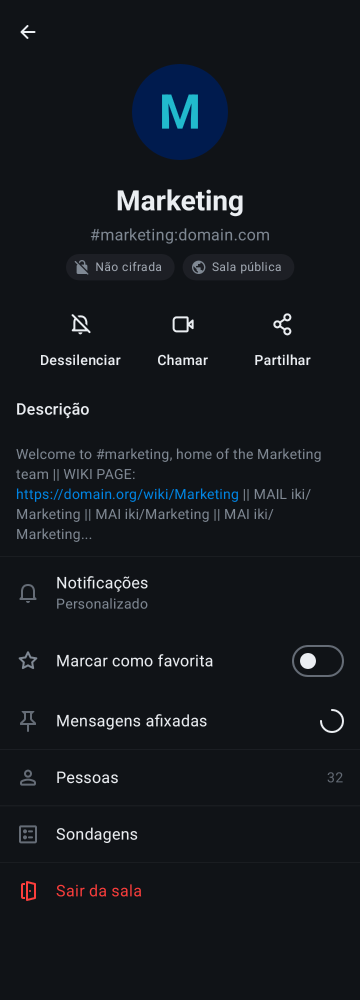 M
Marketing
#marketing:domain.com
Não cifrada
Sala pública
Dessilenciar
Chamar
Partilhar
Descrição
Welcome to #marketing, home of the Marketing
team || WIKI PAGE:
https://domain.org/wiki/Marketing || MAIL iki/
Marketing || MAI iki/Marketing || MAI iki/
Marketing...
Notificações
Personalizado
Marcar como favorita
Mensagens afixadas
Pessoas 32
Sondagens
Sair da sala